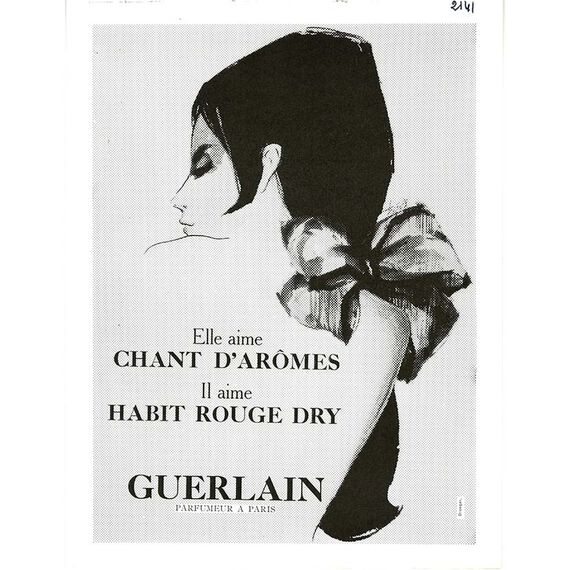 2141
Elle aime
CHANT D'ARÔMES
Il aime
HABIT ROUGE DRY
GUERLAIN
PARFUMEUR A PARIS